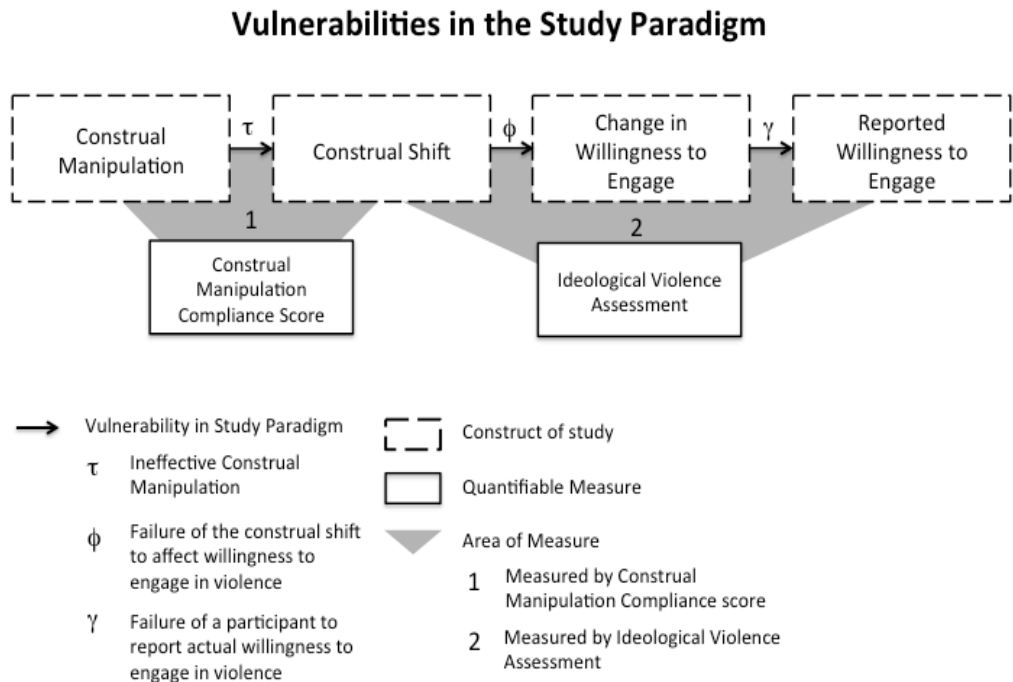 Vulnerabilities in the Study Paradigm
Construal
Manipulation
τ
Construal Shift
ϕ
Change in
Willingness to
Engage
γ
Reported
Willingness to
Engage
1
Construal
Manipulation
Compliance Score
2
Ideological Violence
Assessment
Vulnerability in Study Paradigm
τ Ineffective Construal
Manipulation
ϕ Failure of the construal shift
to affect willingness to
engage in violence
γ Failure of a participant to
report actual willingness to
engage in violence
Construct of study
Quantifiable Measure
Area of Measure
1 Measured by Construal
Manipulation Compliance score
2 Measured by Ideological Violence
Assessment